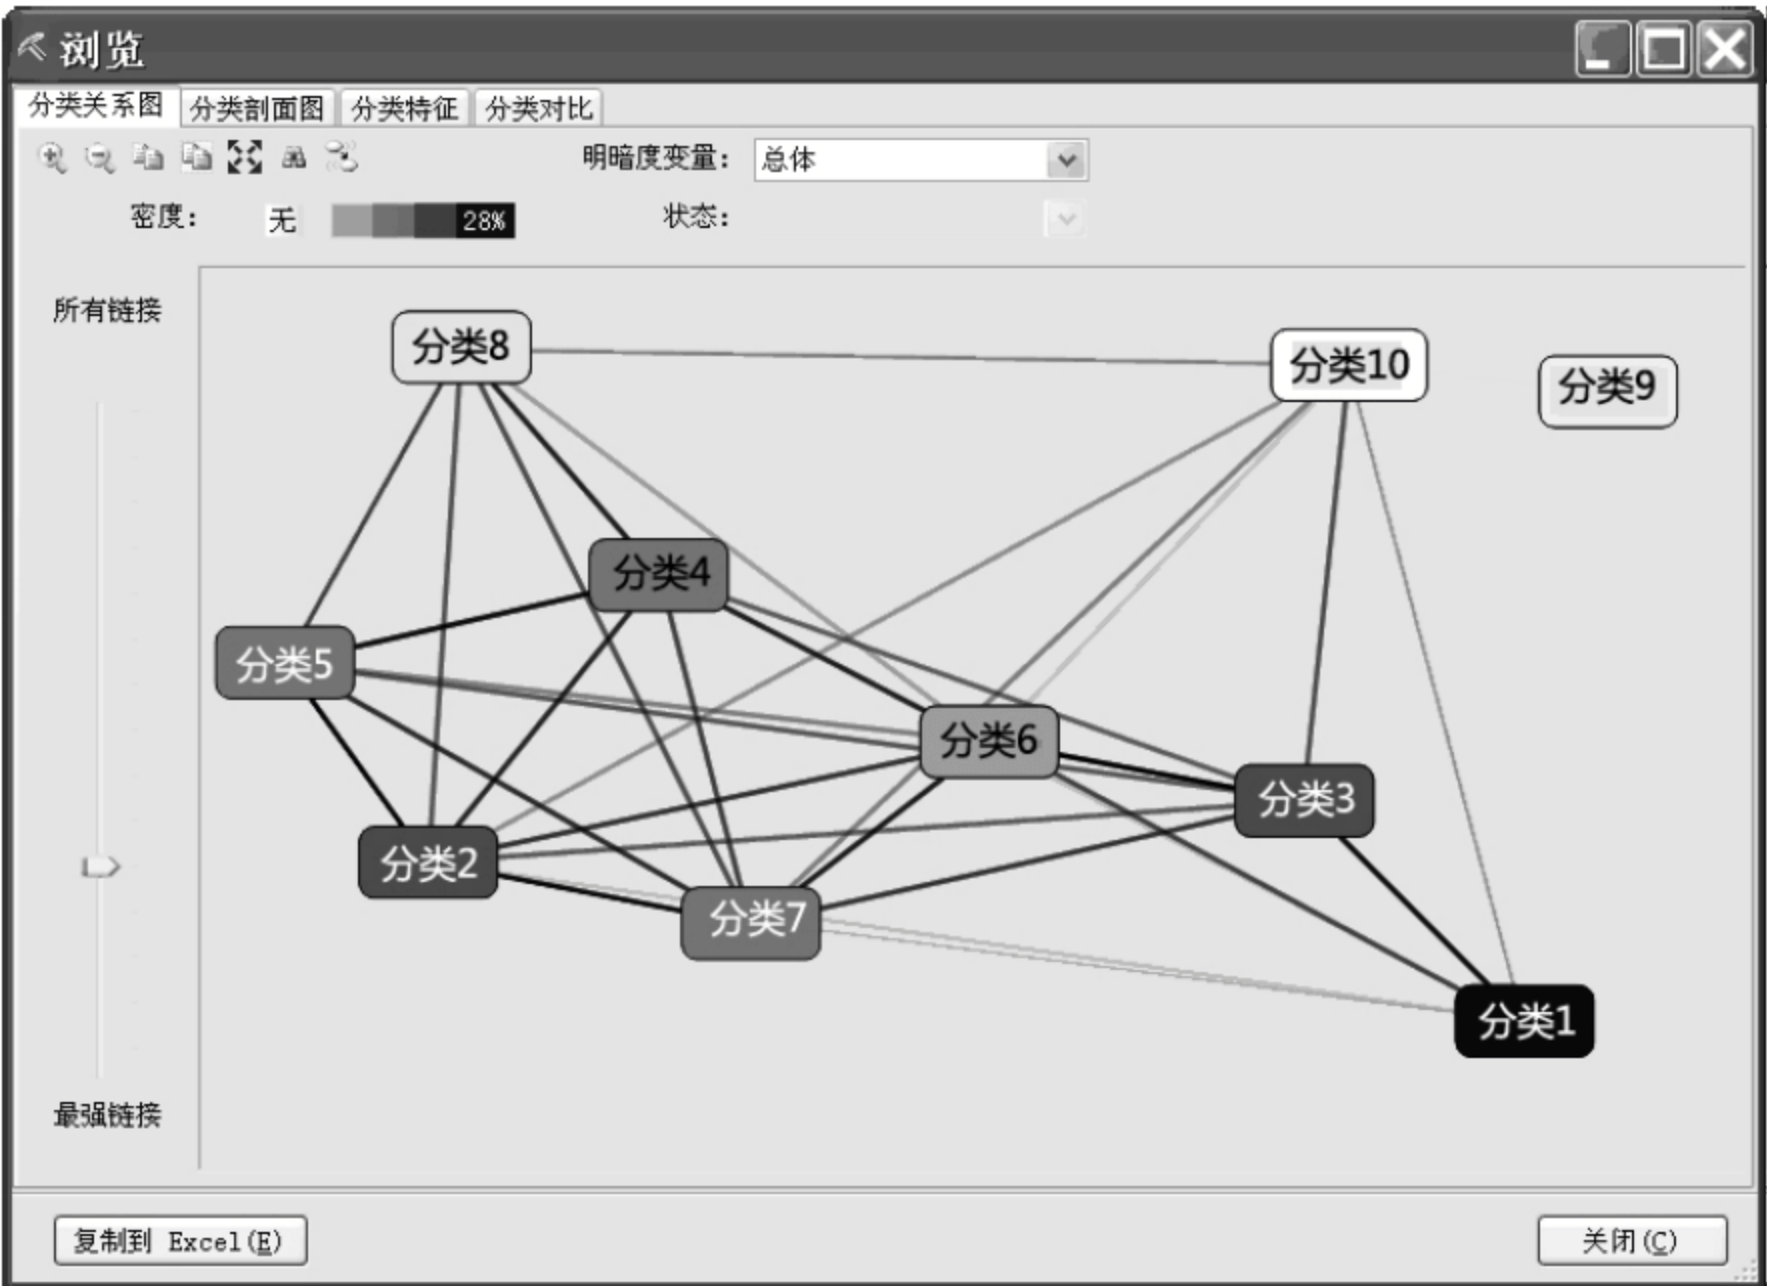 浏览
分类关系图 分类剖面图 分类特征 分类对比
明暗度变量： 总体
密度： 无 28% 状态：
所有链接
分类8
分类10
分类9
分类4
分类5
分类6
分类3
分类2
分类7
分类1
最强链接
复制到 Excel(E) 关闭(C)